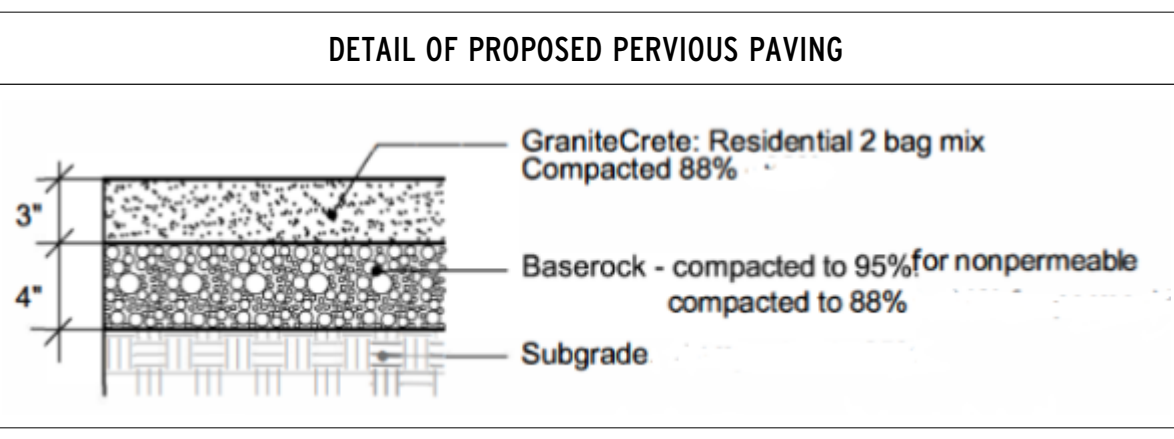 DETAIL OF PROPOSED PERVIOUS PAVING
GraniteCrete: Residential 2 bag mix
Compacted 88%
3"
Baserock - compacted to 95% for nonpermeable
4"
compacted to 88%
Subgrade